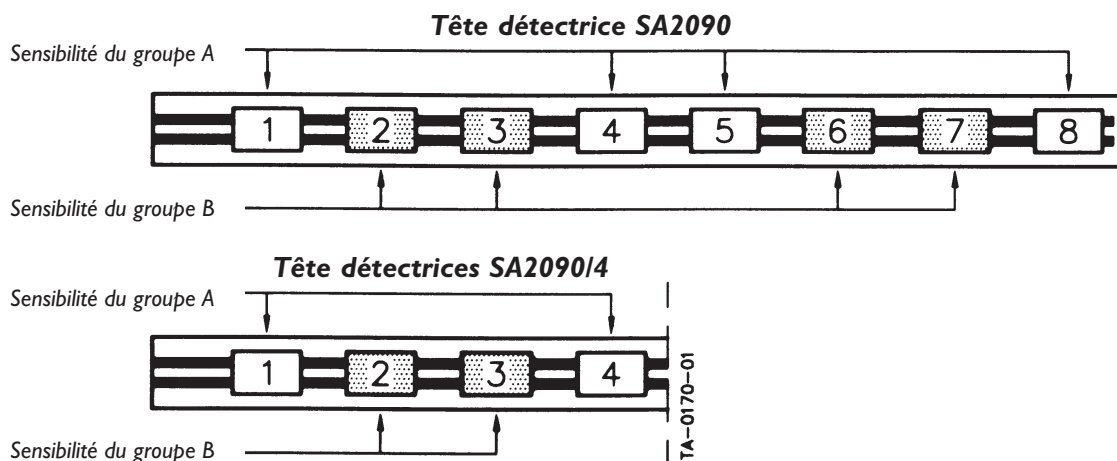 Tête détectrice SA2090
Sensibilité du groupe A
1 2 3 4 5 6 7 8
Sensibilité du groupe B
Tête détectrices SA2090/4
Sensibilité du groupe A
1 2 3 4
Sensibilité du groupe B
TA-0170-01